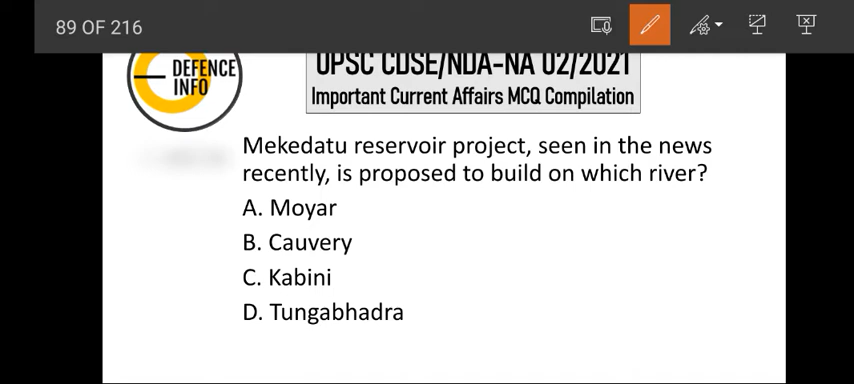 89 OF 216
DEFENCE
INFO
UPSC CDSE/NDA-NA 02/2021
Important Current Affairs MCQ Compilation
Mekedatu reservoir project, seen in the news
recently, is proposed to build on which river?
A. Moyar
B. Cauvery
C. Kabini
D. Tungabhadra